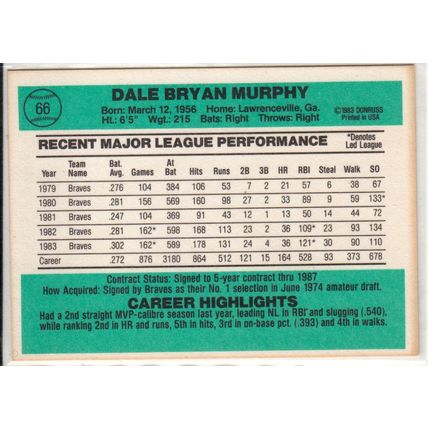 66
DALE BRYAN MURPHY
Born: March 12, 1956 Home: Lawrenceville, Ga.
Ht.: 6'5" Wgt.: 215 Bats: Right Throws: Right
©1983 DONRUSS
Printed in USA
RECENT MAJOR LEAGUE PERFORMANCE *Denotes Led League
Year Team Name Bat. Avg. Games At Bat Hits Runs 2B 3B HR RBI Steal Walk SO
1979 Braves .276 104 384 106 53 7 2 21 57 6 38 67
1980 Braves .281 156 569 160 98 27 2 33 89 9 59 133*
1981 Braves .247 104 369 91 43 12 1 13 50 14 44 72
1982 Braves .281 162* 598 168 113 23 2 36 109* 23 93 134
1983 Braves .302 162* 589 178 131 24 4 36 121* 30 90 110
Career .272 876 3180 864 512 121 15 164 528 93 373 678
Contract Status: Signed to 5-year contract thru 1987
How Acquired: Signed by Braves as their No. 1 selection in June 1974 amateur draft.
CAREER HIGHLIGHTS
Had a 2nd straight MVP-calibre season last year, leading NL in RBI and slugging (.540),
while ranking 2nd in HR and runs, 5th in hits, 3rd in on-base pct. (.393) and 4th in walks.